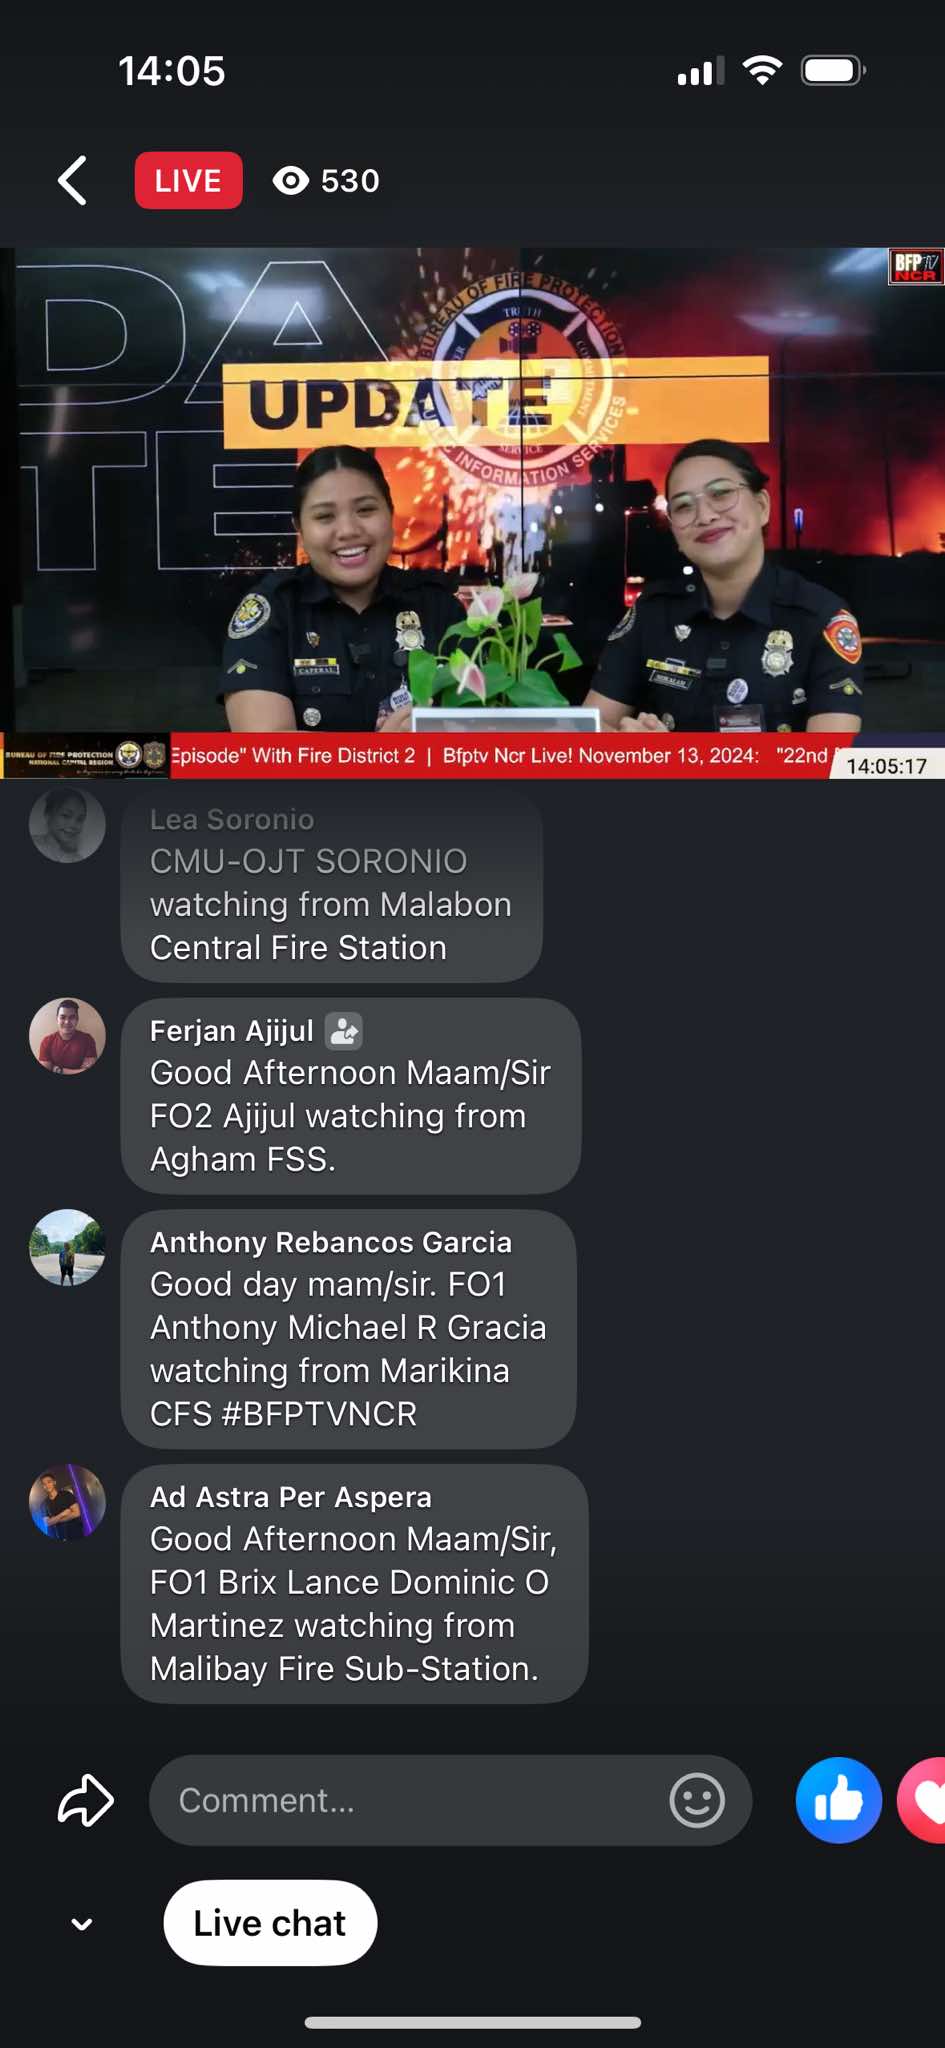 14:05
LIVE
530
BFP TV
NCR
DA
TE
UPDATE
BUREAU OF FIRE PROTECTION
TRUTH
COMMITMENT
SERVICE
PUBLIC INFORMATION SERVICES
CAPERAL
BUREAU OF FIRE PROTECTION
NATIONAL CAPITAL REGION
Episode" With Fire District 2 | Bfptv Ncr Live! November 13, 2024: "22nd
14:05:17
Lea Soronio
CMU-OJT SORONIO
watching from Malabon
Central Fire Station
Ferjan Ajijul
Good Afternoon Maam/Sir
FO2 Ajijul watching from
Agham FSS.
Anthony Rebancos Garcia
Good day mam/sir. FO1
Anthony Michael R Gracia
watching from Marikina
CFS #BFPTVNCR
Ad Astra Per Aspera
Good Afternoon Maam/Sir,
FO1 Brix Lance Dominic O
Martinez watching from
Malibay Fire Sub-Station.
Comment...
Live chat